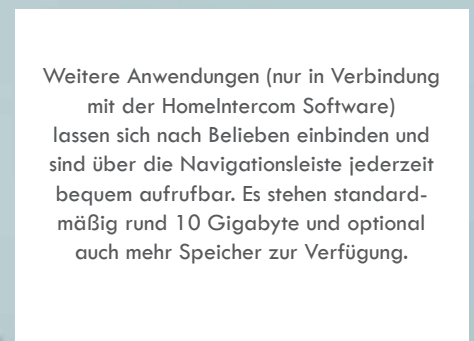 Weitere Anwendungen (nur in Verbindung
mit der HomeIntercom Software)
lassen sich nach Belieben einbinden und
sind über die Navigationsleiste jederzeit
bequem aufrufbar. Es stehen standard-
mäßig rund 10 Gigabyte und optional
auch mehr Speicher zur Verfügung.